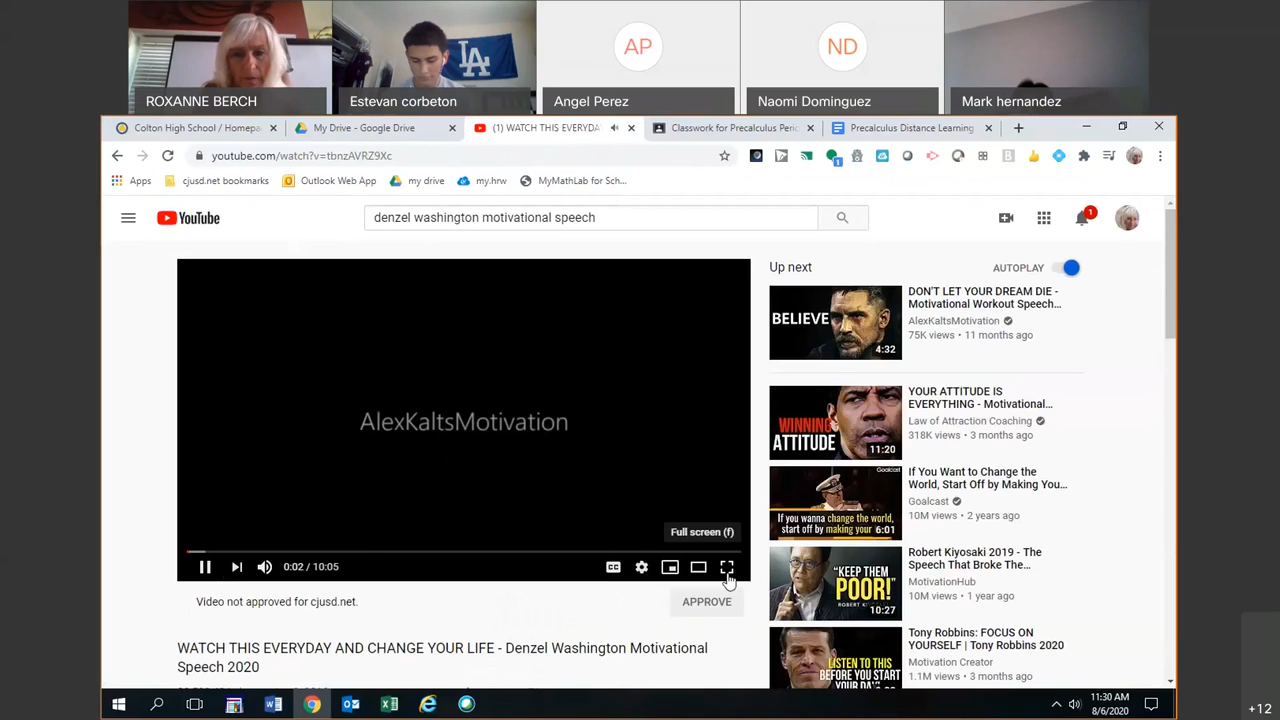 AP
ND
ROXANNE BERCH
Estevan corbeton
Angel Perez
Naomi Dominguez
Mark hernandez
LA
Colton High School / Homepa
My Drive - Google Drive
(1) WATCH THIS EVERYDA
Classwork for Precalculus Peri
Precalculus Distance Learning
youtube.com/watch?v=tbnzAVRZ9Xc
1
Apps
cjusd.net bookmarks
Outlook Web App
my drive
my.hrw
MyMathLab for Sch...
YouTube
denzel washington motivational speech
1
Up next
AUTOPLAY
AlexKaltsMotivation
Full screen (f)
0:02 / 10:05
CC
Video not approved for cjusd.net.
APPROVE
WATCH THIS EVERYDAY AND CHANGE YOUR LIFE - Denzel Washington Motivational
Speech 2020
BELIEVE
4:32
DON'T LET YOUR DREAM DIE -
Motivational Workout Speech...
AlexKaltsMotivation
75K views • 11 months ago
WINNING
ATTITUDE
11:20
YOUR ATTITUDE IS
EVERYTHING - Motivational...
Law of Attraction Coaching
318K views • 3 months ago
Goalcast
If you wanna change the world,
start off by making your
6:01
If You Want to Change the
World, Start Off by Making You...
Goalcast
10M views • 2 years ago
"KEEP THEM
POOR!"
ROBERT
10:27
Robert Kiyosaki 2019 - The
Speech That Broke The...
MotivationHub
10M views • 1 year ago
LISTEN TO THIS
BEFORE YOU START
YOUR DA
Tony Robbins: FOCUS ON
YOURSELF | Tony Robbins 2020
Motivation Creator
1.1M views • 3 months ago
11:30 AM
8/6/2020
+12